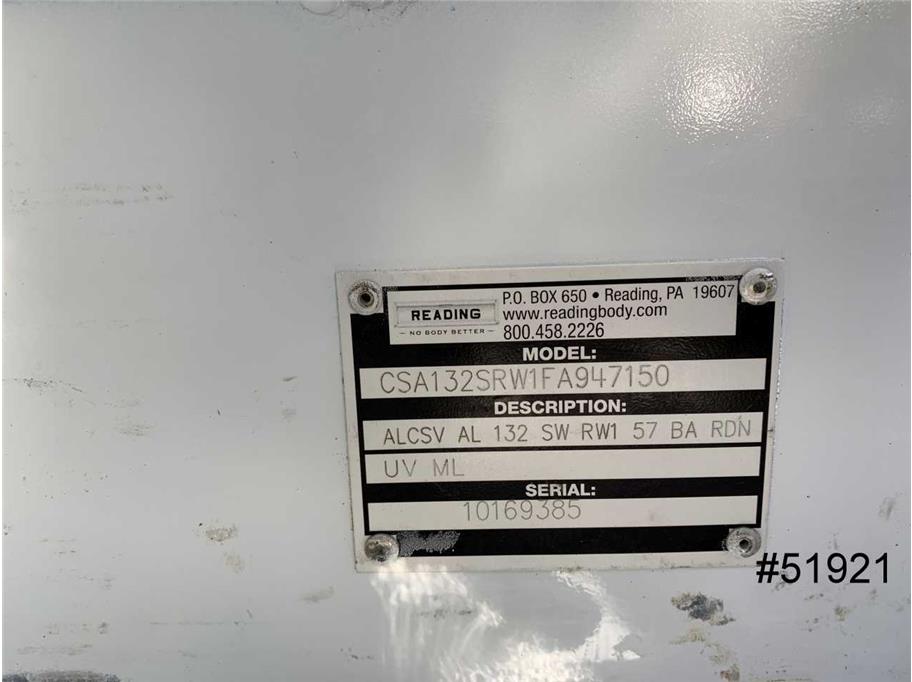 READING
— NO BODY BETTER —
P.O. BOX 650 • Reading, PA 19607
www.readingbody.com
800.458.2226
MODEL:
CSA132SRW1FA947150
DESCRIPTION:
ALCSV AL 132 SW RW1 57 BA RDN
UV ML
SERIAL:
10169385
#51921